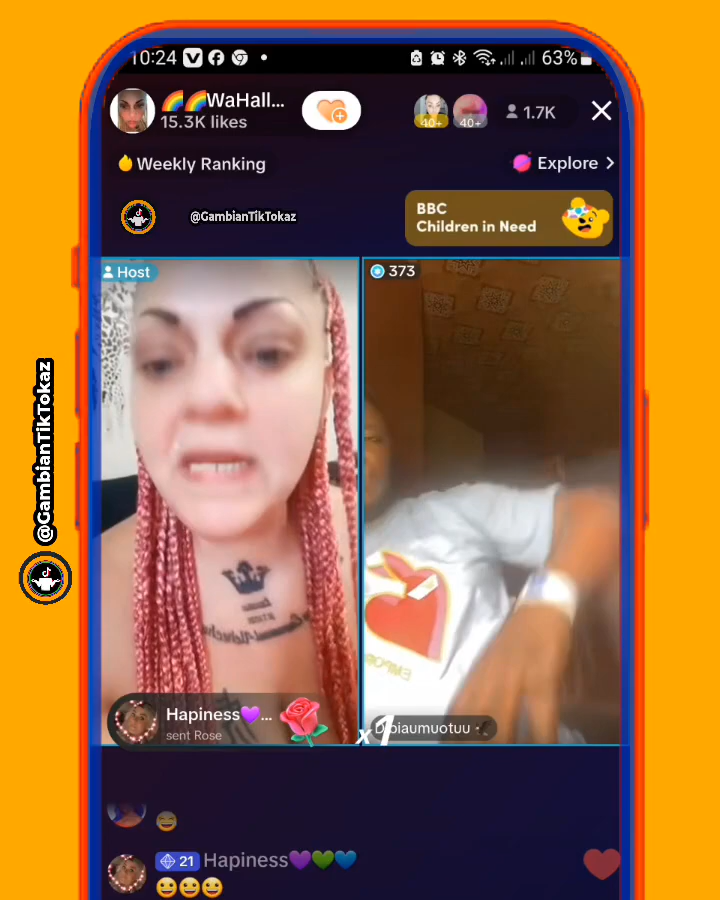 10:24
63%
WaHall...
15.3K likes
40+
40+
1.7K
Weekly Ranking
Explore >
@GambianTikTokaz
BBC
Children in Need
Host
373
@GambianTikTokaz
Hapiness💜...
sent Rose
x1
piaumuotuu
😂
21 Hapiness💜💚💙
😀😀😀